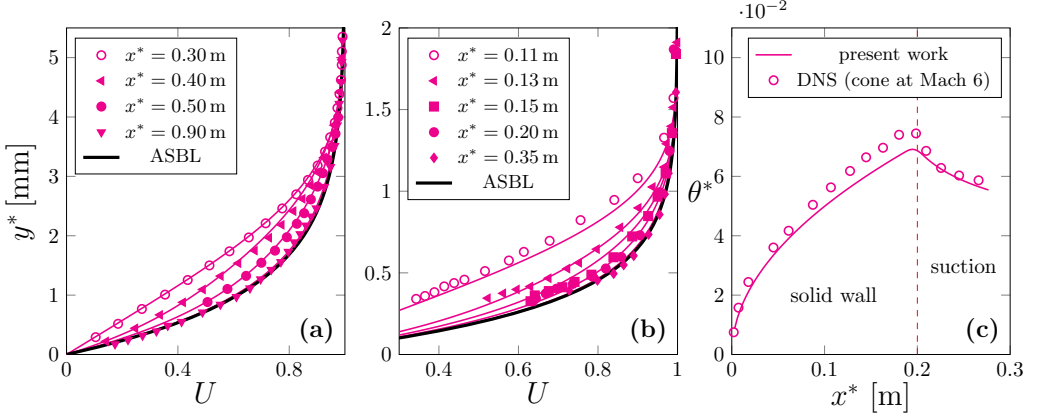 5
4
3
2
1
0
y* [mm]
x* = 0.30 m
x* = 0.40 m
x* = 0.50 m
x* = 0.90 m
ASBL
(a)
0
0.4
0.8
U
2
1.5
1
0.5
0
x* = 0.11 m
x* = 0.13 m
x* = 0.15 m
x* = 0.20 m
x* = 0.35 m
ASBL
(b)
0.4
0.6
0.8
1
U
·10⁻²
10
8
6
4
2
0
θ*
present work
DNS (cone at Mach 6)
solid wall
suction
(c)
0
0.1
0.2
0.3
x* [m]